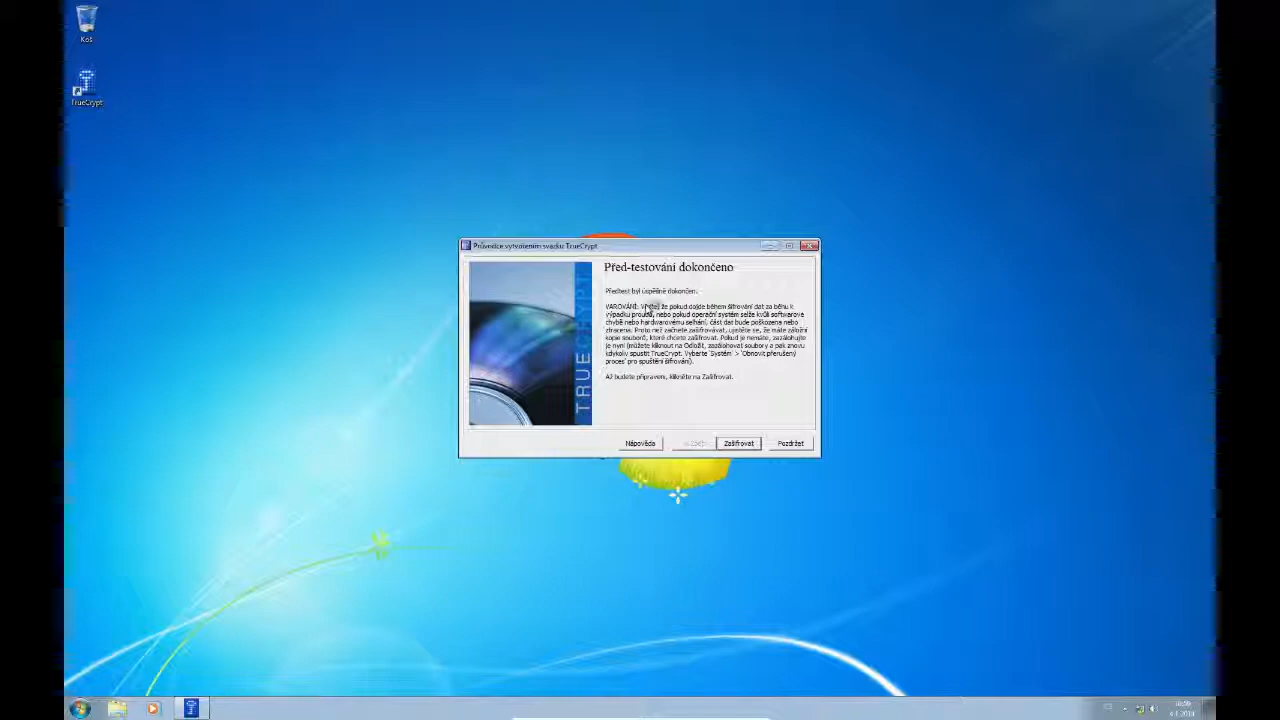 Koš
TrueCrypt
Průvodce vytvořením svazku TrueCrypt
Před-testování dokončeno
Předtest byl úspěšně dokončen.
VAROVÁNÍ: že pokud dojde během šifrování dat za běhu k
výpadku proudu, nebo pokud operační systém selže kvůli softwarové
chybě nebo hardwarovému selhání, část dat bude poškozena nebo
ztracena. Proto než začnete zašifrovávat, ujistěte se, že máte záložní
kopie souborů, které chcete zašifrovat. Pokud je nemáte, zazálohujte
je nyní (můžete kliknout na Odložit, zazálohovat soubory a pak znovu
kdykoliv spustit TrueCrypt. Vyberte 'Systém' > 'Obnovit přerušený
proces' pro spuštění šifrování).
Až budete připraveni, klikněte na Zašifrovat.
TRUECRYPT
Nápověda
Zašifrovat
Pozdržet